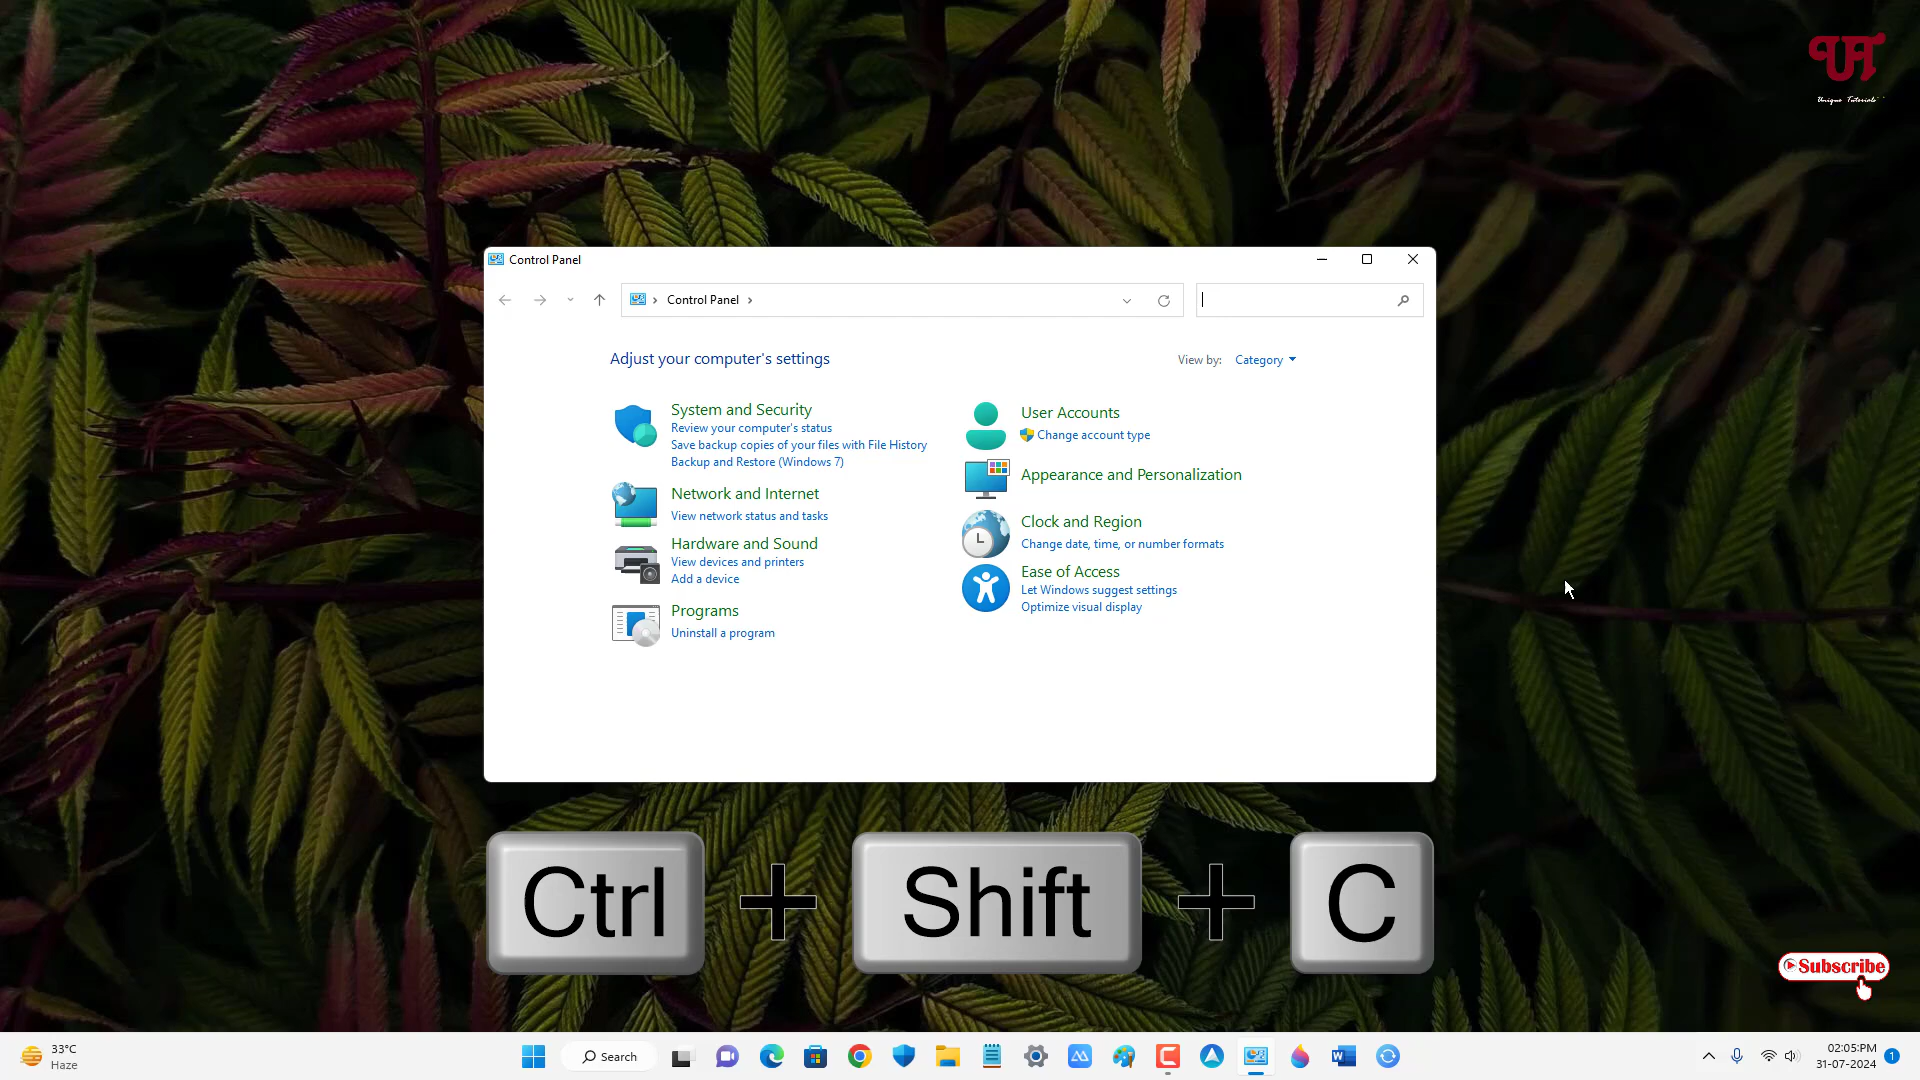 UT
Unique Tutorials
Control Panel
Control Panel
Adjust your computer's settings
View by: Category
System and Security
Review your computer's status
Save backup copies of your files with File History
Backup and Restore (Windows 7)
Network and Internet
View network status and tasks
Hardware and Sound
View devices and printers
Add a device
Programs
Uninstall a program
User Accounts
Change account type
Appearance and Personalization
Clock and Region
Change date, time, or number formats
Ease of Access
Let Windows suggest settings
Optimize visual display
Ctrl + Shift + C
Subscribe
33°C
Haze
Search
02:05:PM
31-07-2024
1